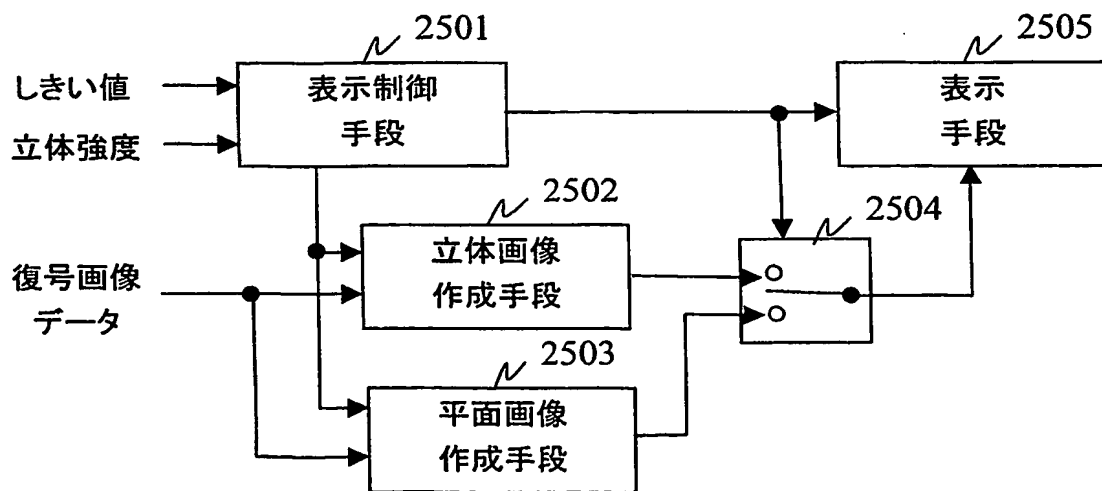 2501
2505
しきい値
立体強度
表示制御
手段
表示
手段
2502
2504
立体画像
作成手段
復号画像
データ
2503
平面画像
作成手段